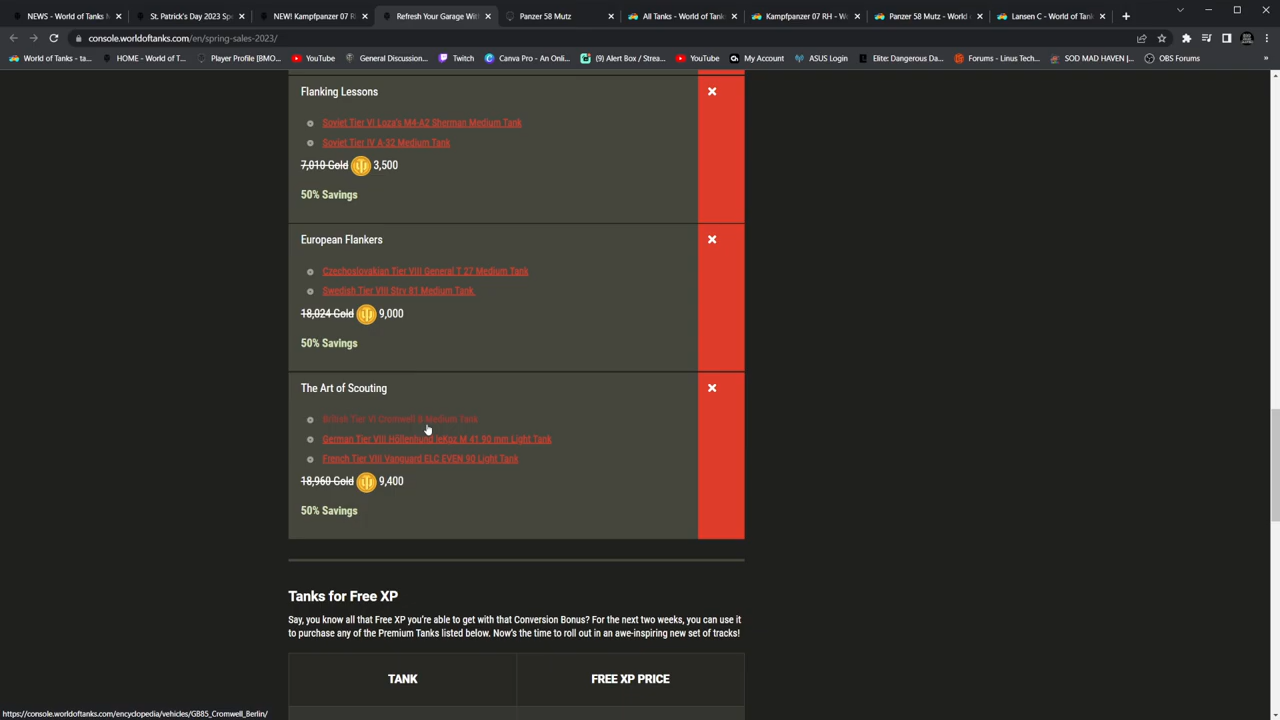 NEWS - World of Tanks M
St. Patrick's Day 2023 Spe
NEW! Kampfpanzer 07 R
Refresh Your Garage With
Panzer 58 Mutz
All Tanks - World of Tank
Kampfpanzer 07 RH - Wo
Panzer 58 Mutz - World O
Lansen C - World of Tank
console.worldoftanks.com/en/spring-sales-2023/
World of Tanks - ta...
HOME - World of T...
Player Profile [BMO...
YouTube
General Discussion...
Twitch
Canva Pro - An Onli...
(9) Alert Box / Strea...
YouTube
My Account
ASUS Login
Elite: Dangerous Da...
Forums - Linus Tech...
SOD MAD HAVEN |...
OBS Forums
»
Flanking Lessons
Soviet Tier VI Loza's M4-A2 Sherman Medium Tank
Soviet Tier IV A-32 Medium Tank
7,010 Gold 3,500
50% Savings
European Flankers
Czechoslovakian Tier VIII General T 27 Medium Tank
Swedish Tier VIII Strv 81 Medium Tank
18,024 Gold 9,000
50% Savings
The Art of Scouting
British Tier VI Cromwell B Medium Tank
German Tier VIII Höllenhund leKpz M 41 90 mm Light Tank
French Tier VIII Vanguard ELC EVEN 90 Light Tank
18,960 Gold 9,400
50% Savings
Tanks for Free XP
Say, you know all that Free XP you're able to get with that Conversion Bonus? For the next two weeks, you can use it
to purchase any of the Premium Tanks listed below. Now's the time to roll out in an awe-inspiring new set of tracks!
TANK
FREE XP PRICE
https://console.worldoftanks.com/encyclopedia/vehicles/GB85_Cromwell_Berlin/